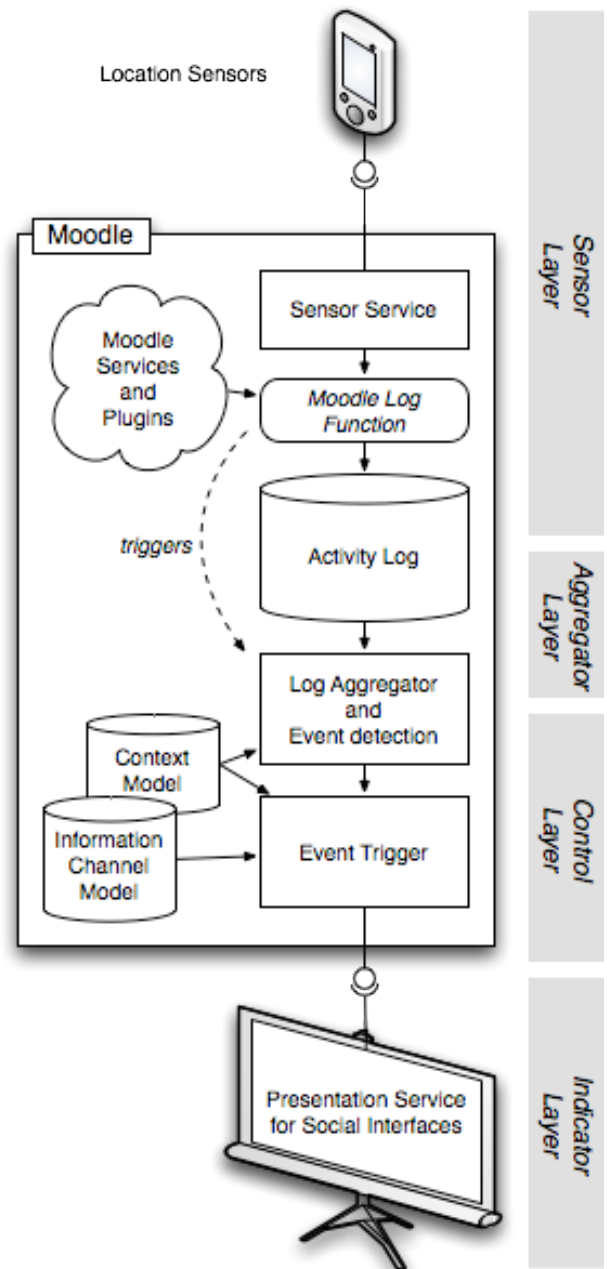 Location Sensors
Moodle
Sensor Service
Moodle
Services
and
Plugins
Moodle Log
Function
triggers
Activity Log
Log Aggregator
and
Event detection
Context
Model
Information
Channel
Model
Event Trigger
Presentation Service
for Social Interfaces
Sensor
Layer
Aggregator
Layer
Control
Layer
Indicator
Layer